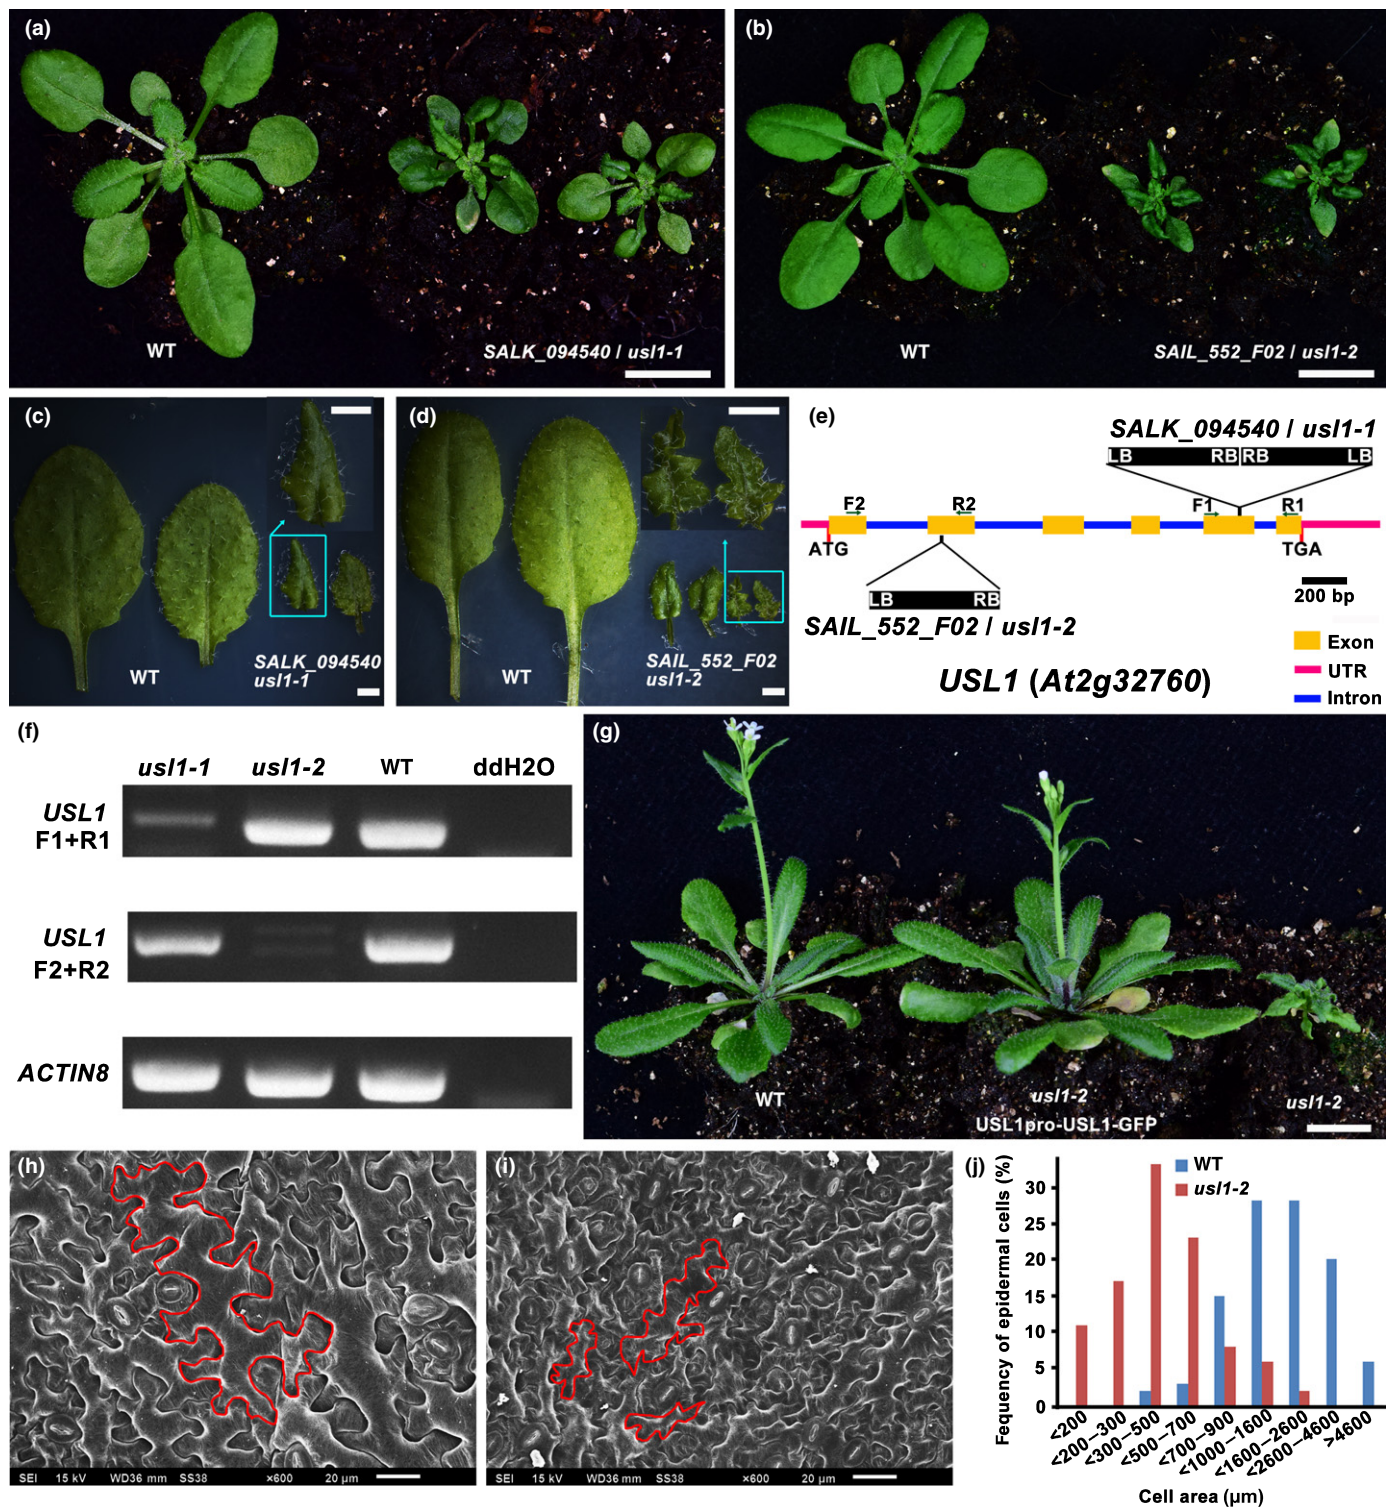 (a)
WT
SALK_094540 / usl1-1
(b)
WT
SAIL_552_F02 / usl1-2
(c)
WT
SALK_094540
usl1-1
(d)
WT
SAIL_552_F02
usl1-2
(e)
SALK_094540 / usl1-1
LB RB RB LB
F2 R2 F1 R1
ATG TGA
LB RB
SAIL_552_F02 / usl1-2
200 bp
Exon
UTR
Intron
USL1 (At2g32760)
(f)
usl1-1 usl1-2 WT ddH2O
USL1
F1+R1
USL1
F2+R2
ACTIN8
(g)
WT
usl1-2
USL1pro-USL1-GFP
usl1-2
(h)
SEI 15 kV WD36 mm SS38 ×600 20 µm
(i)
SEI 15 kV WD36 mm SS38 ×600 20 µm
(j)
WT
usl1-2
Frequency of epidermal cells (%)
30
25
20
15
10
5
0
<200
<200–300
<300–500
<500–700
<700–900
<1000–1600
<1600–2600
<2600–4600
>4600
Cell area (µm)